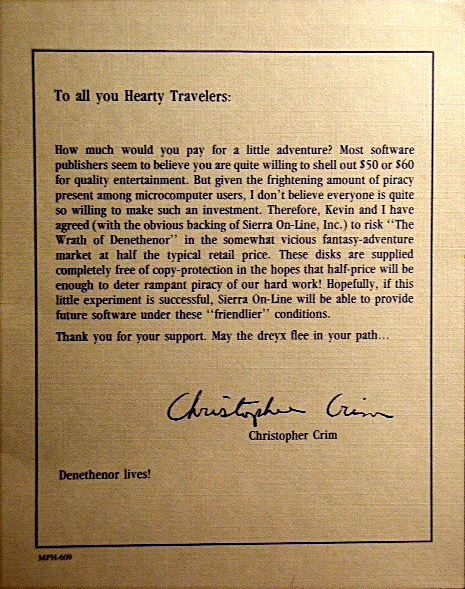 To all you Hearty Travelers:
How much would you pay for a little adventure? Most software
publishers seem to believe you are quite willing to shell out $50 or $60
for quality entertainment. But given the frightening amount of piracy
present among microcomputer users, I don't believe everyone is quite
so willing to make such an investment. Therefore, Kevin and I have
agreed (with the obvious backing of Sierra On-Line, Inc.) to risk "The
Wrath of Denethenor" in the somewhat vicious fantasy-adventure
market at half the typical retail price. These disks are supplied
completely free of copy-protection in the hopes that half-price will be
enough to deter rampant piracy of our hard work! Hopefully, if this
little experiment is successful, Sierra On-Line will be able to provide
future software under these "friendlier" conditions.
Thank you for your support. May the dreyx flee in your path...
Christopher Crim
Christopher Crim
Denethenor lives!
MPH-609